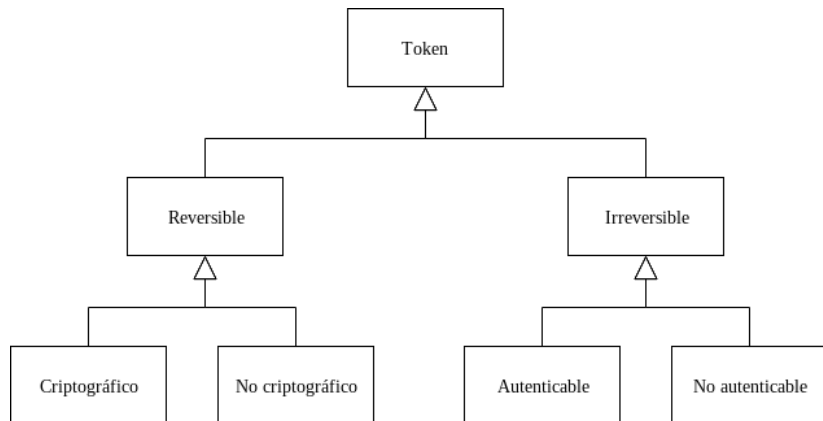 Token
Reversible
Irreversible
Criptográfico
No criptográfico
Autenticable
No autenticable